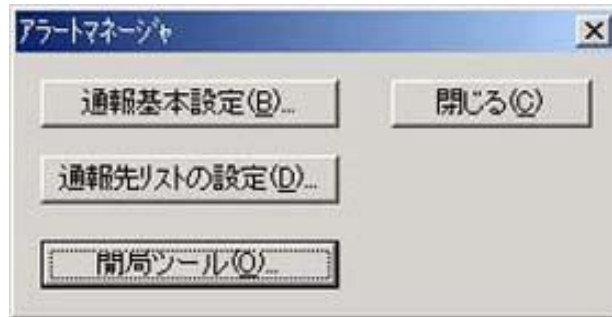 アラートマネージャ
通報基本設定(B)...
閉じる(C)
通報先リストの設定(D)...
開局ツール(O)...